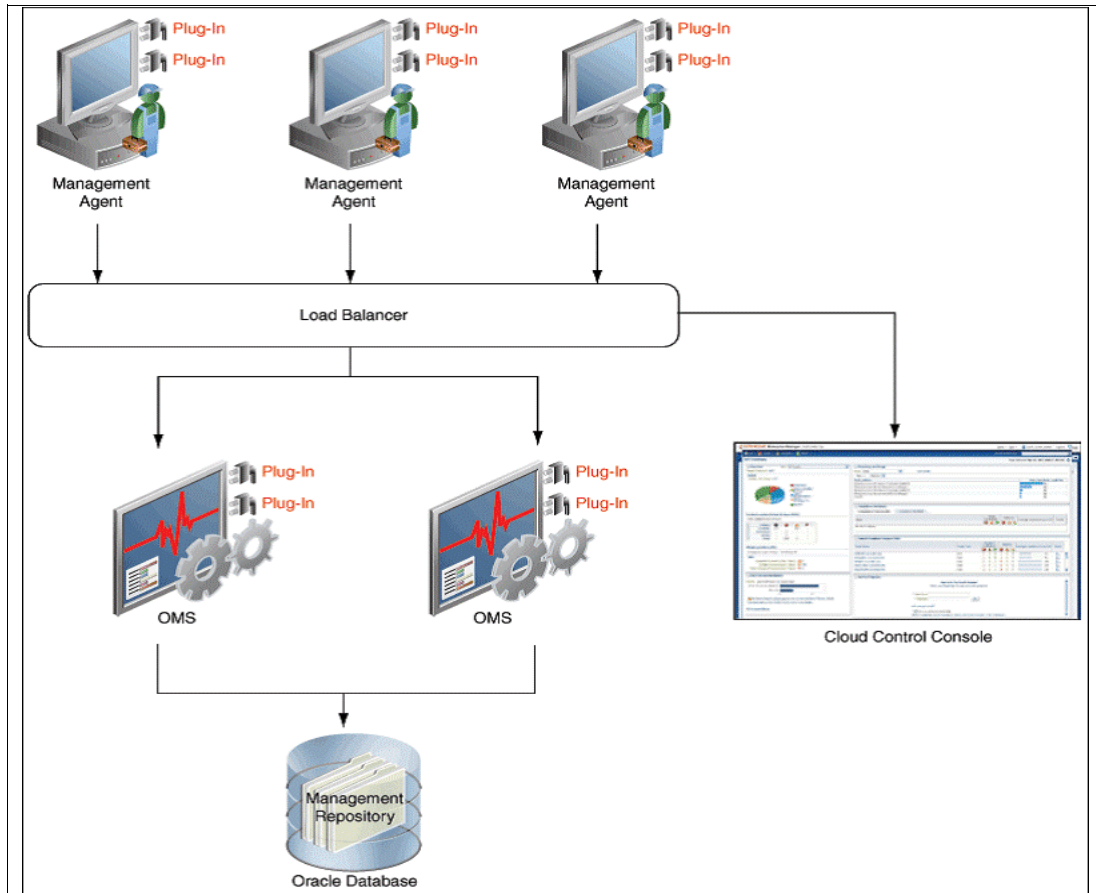 Plug-In
Plug-In
Plug-In
Plug-In
Plug-In
Plug-In
Management
Agent
Management
Agent
Management
Agent
Load Balancer
Plug-In
Plug-In
Plug-In
Plug-In
OMS
OMS
Cloud Control Console
Management
Repository
Oracle Database